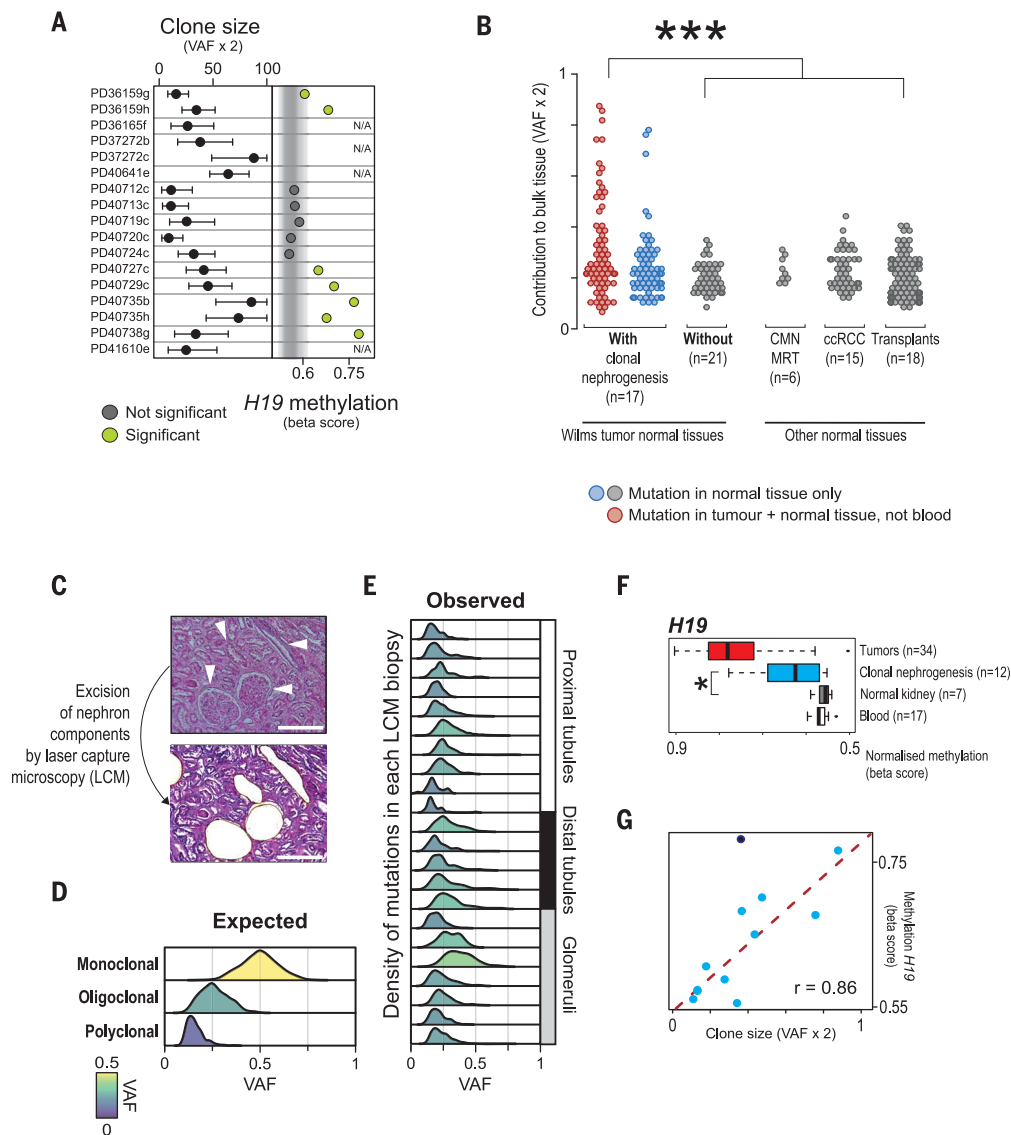 A
Clone size
(VAF x 2)
0 50 100
PD36159g
PD36159h
PD36165f N/A
PD37272b
N/A
PD37272c
PD40641e N/A
PD40712c
PD40713c
PD40719c
PD40720c
PD40724c
PD40727c
PD40729c
PD40735b
PD40735h
PD40738g
PD41610e N/A
0.6 0.75
H19 methylation
(beta score)
Not significant
Significant
B
***
Contribution to bulk tissue (VAF x 2)
1
0
With
clonal
nephrogenesis
(n=17)
Without
(n=21)
CMN
MRT
(n=6)
ccRCC
(n=15)
Transplants
(n=18)
Wilms tumor normal tissues
Other normal tissues
Mutation in normal tissue only
Mutation in tumour + normal tissue, not blood
C
Excision
of nephron
components
by laser capture
microscopy (LCM)
D
Expected
Monoclonal
Oligoclonal
Polyclonal
0 0.5 1
VAF
0.5
0
VAF
E
Observed
Density of mutations in each LCM biopsy
Proximal tubules
Distal tubules
Glomeruli
0 0.5 1
VAF
F
H19
*
Tumors (n=34)
Clonal nephrogenesis (n=12)
Normal kidney (n=7)
Blood (n=17)
0.9 0.5
Normalised methylation
(beta score)
G
0.75
0.55
Methylation H19
(beta score)
r = 0.86
0 1
Clone size (VAF x 2)